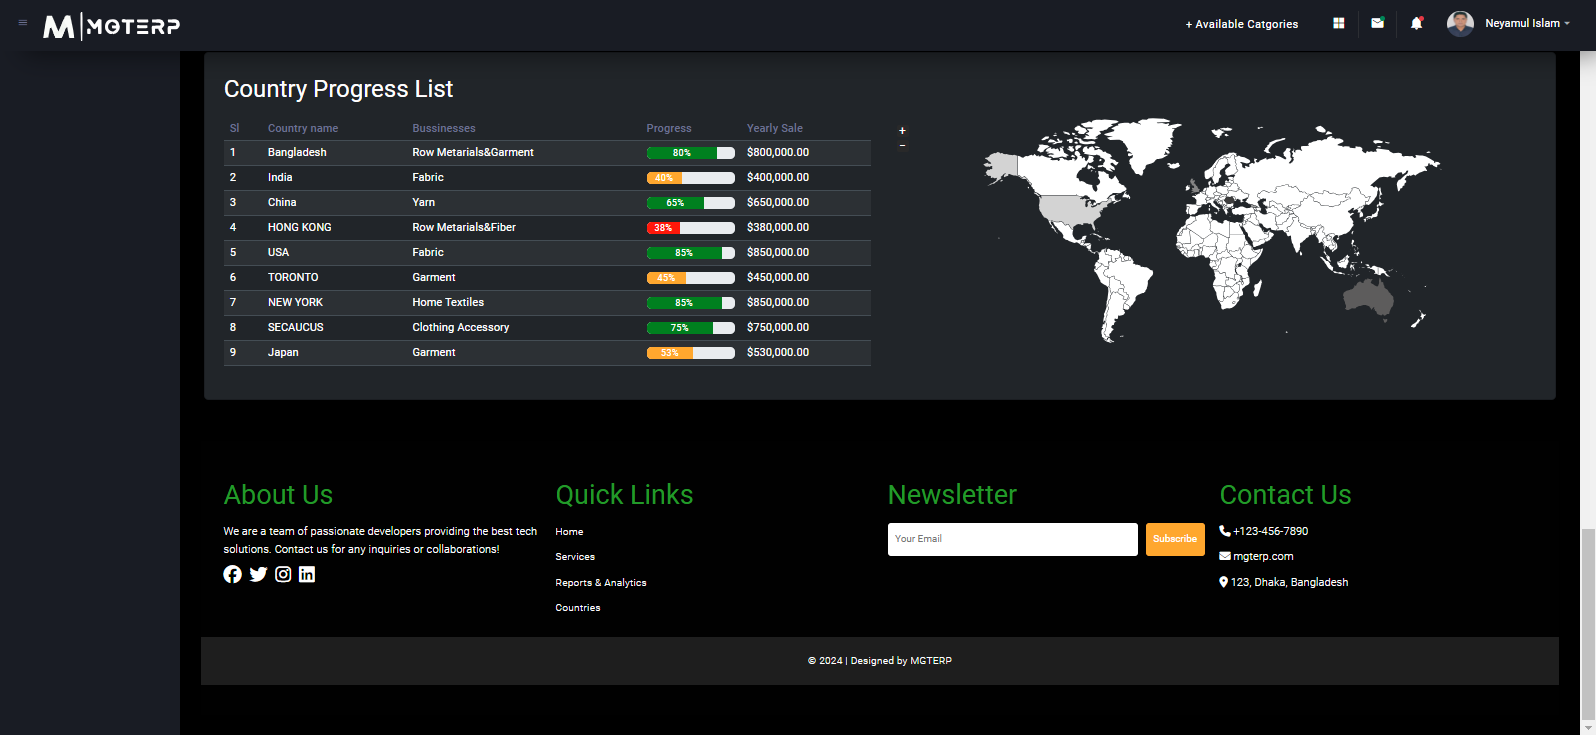 M|MGTERP
+ Available Catgories
Neyamul Islam
Country Progress List
Sl Country name Bussinesses Progress Yearly Sale
1 Bangladesh Row Metarials&Garment 80% $800,000.00
2 India Fabric 40% $400,000.00
3 China Yarn 65% $650,000.00
4 HONG KONG Row Metarials&Fiber 38% $380,000.00
5 USA Fabric 85% $850,000.00
6 TORONTO Garment 45% $450,000.00
7 NEW YORK Home Textiles 85% $850,000.00
8 SECAUCUS Clothing Accessory 75% $750,000.00
9 Japan Garment 53% $530,000.00
+
−
About Us
We are a team of passionate developers providing the best tech
solutions. Contact us for any inquiries or collaborations!
Quick Links
Home
Services
Reports & Analytics
Countries
Newsletter
Your Email
Subscribe
Contact Us
+123-456-7890
mgterp.com
123, Dhaka, Bangladesh
© 2024 | Designed by MGTERP